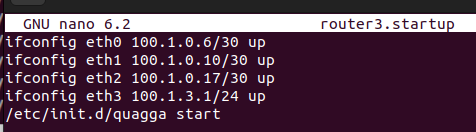 GNU nano 6.2 router3.startup
ifconfig eth0 100.1.0.6/30 up
ifconfig eth1 100.1.0.10/30 up
ifconfig eth2 100.1.0.17/30 up
ifconfig eth3 100.1.3.1/24 up
/etc/init.d/quagga start